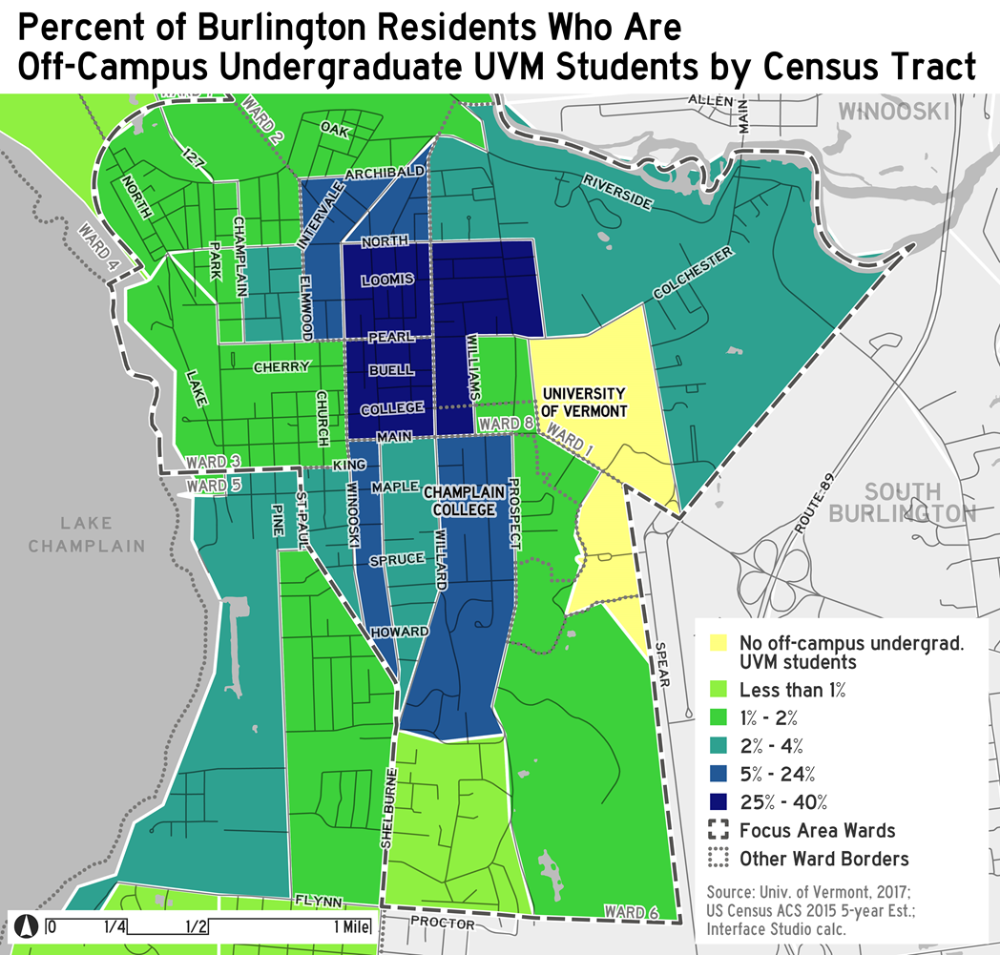 Percent of Burlington Residents Who Are
Off-Campus Undergraduate UVM Students by Census Tract
ALLEN
MAIN
WINOOSKI
WARD 2
OAK
127
ARCHIBALD
NORTH
INTERVALE
RIVERSIDE
WARD 4
CHAMPLAIN
PARK
NORTH
COLCHESTER
LOOMIS
ELMWOOD
PEARL
CHERRY
BUELL
WILLIAMS
LAKE
CHURCH
COLLEGE
UNIVERSITY
OF VERMONT
WARD 8
WARD 1
MAIN
WARD 3
KING
WARD 5
WINOOSKI
MAPLE
CHAMPLAIN
COLLEGE
PROSPECT
ROUTE 89
SOUTH
BURLINGTON
PINE
ST PAUL
LAKE
CHAMPLAIN
SPRUCE
WILLARD
HOWARD
SPEAR
No off-campus undergrad.
UVM students
Less than 1%
1% - 2%
2% - 4%
5% - 24%
25% - 40%
Focus Area Wards
Other Ward Borders
SHELBURNE
Source: Univ. of Vermont, 2017;
US Census ACS 2015 5-year Est.;
Interface Studio calc.
FLYNN
WARD 6
PROCTOR
0 1/4 1/2 1 Mile